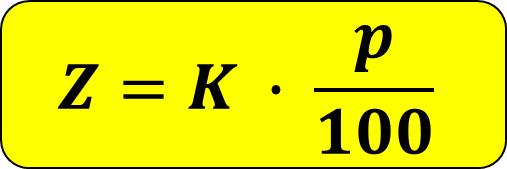 Z = K · p/100